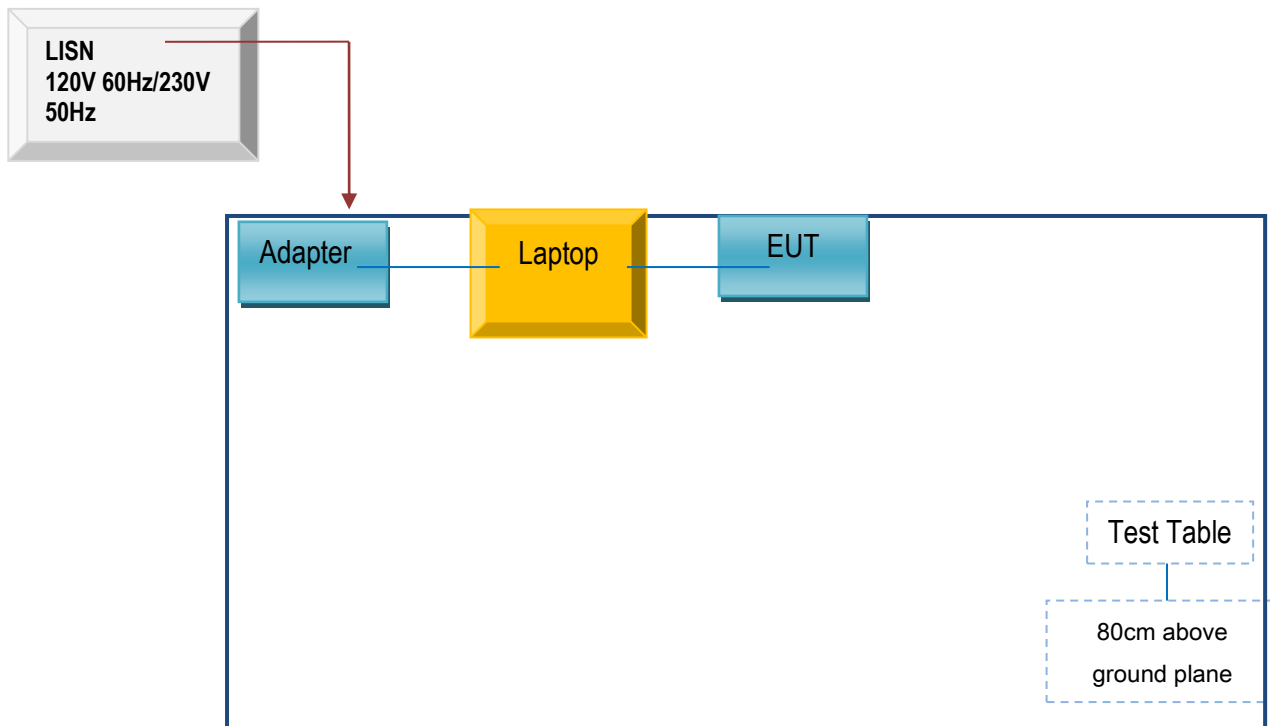 LISN
120V 60Hz/230V
50Hz
Adapter
Laptop
EUT
Test Table
80cm above
ground plane